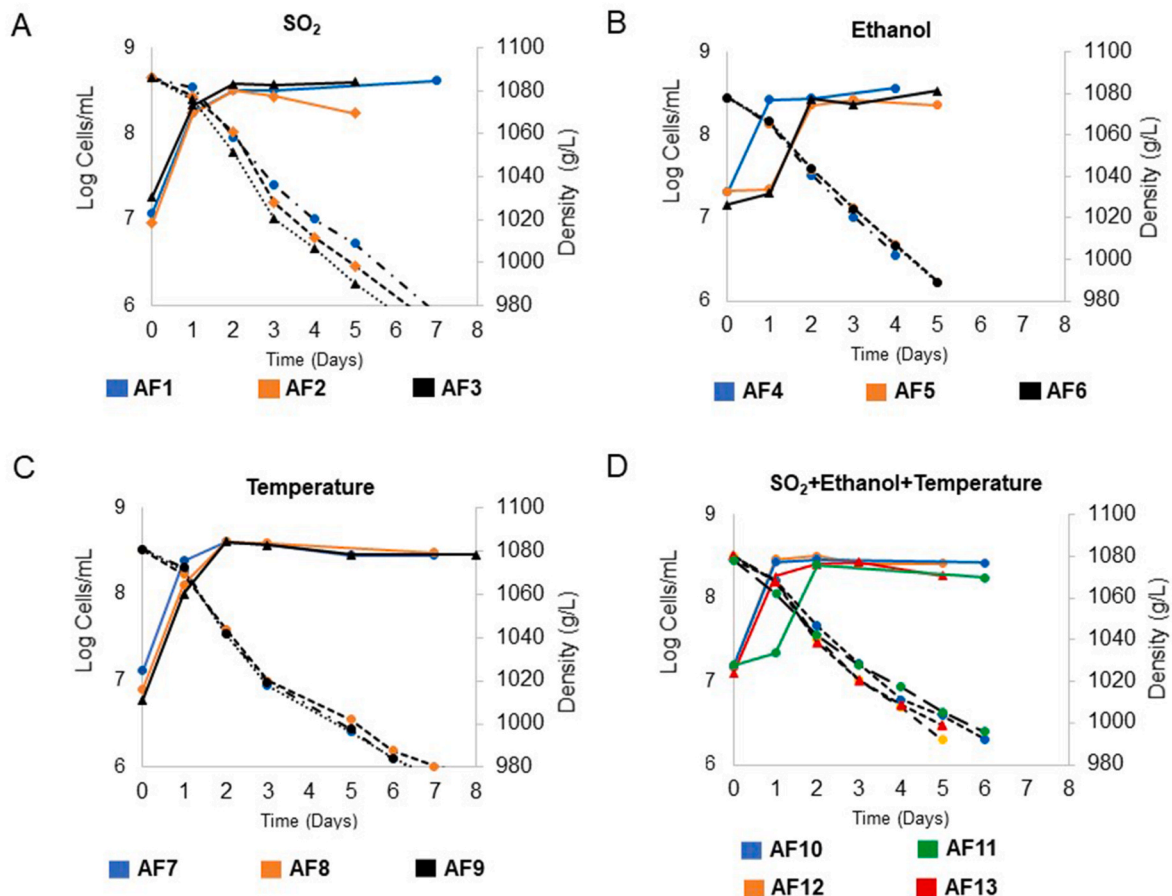 A
SO2
9
8
7
6
Log Cells/mL
1100
1080
1060
1040
1020
1000
980
Density (g/L)
0 1 2 3 4 5 6 7 8
Time (Days)
AF1 AF2 AF3
B
Ethanol
9
8
7
6
Log Cells/mL
1100
1080
1060
1040
1020
1000
980
Density (g/L)
0 1 2 3 4 5 6 7 8
Time (Days)
AF4 AF5 AF6
C
Temperature
9
8
7
6
Log Cells/mL
1100
1080
1060
1040
1020
1000
980
Density (g/L)
0 1 2 3 4 5 6 7 8
Time (Days)
AF7 AF8 AF9
D
SO2+Ethanol+Temperature
9
8
7
6
Log Cells/mL
1100
1080
1060
1040
1020
1000
980
Density (g/L)
0 1 2 3 4 5 6 7 8
Time (Days)
AF10 AF11
AF12 AF13